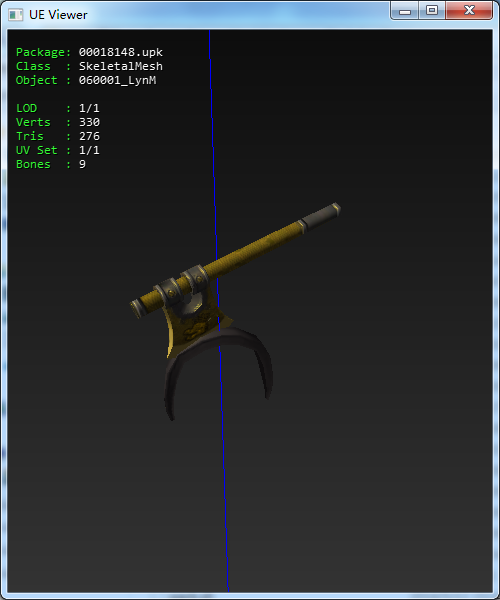 UE Viewer
Package: 00018148.upk
Class  : SkeletalMesh
Object : 060001_LynM
LOD    : 1/1
Verts  : 330
Tris   : 276
UV Set : 1/1
Bones  : 9